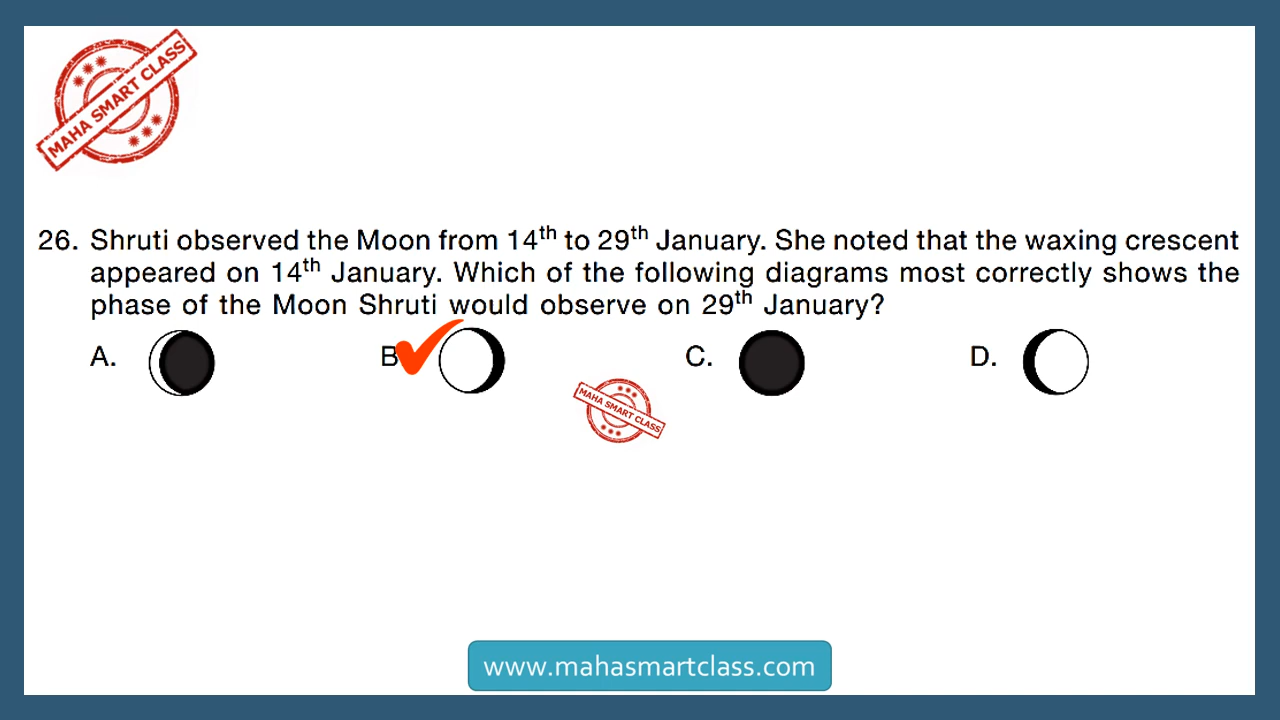 MAHA SMART CLASS
26. Shruti observed the Moon from 14th to 29th January. She noted that the waxing crescent
appeared on 14th January. Which of the following diagrams most correctly shows the
phase of the Moon Shruti would observe on 29th January?
A. B C. D.
MAHA SMART CLASS
www.mahasmartclass.com